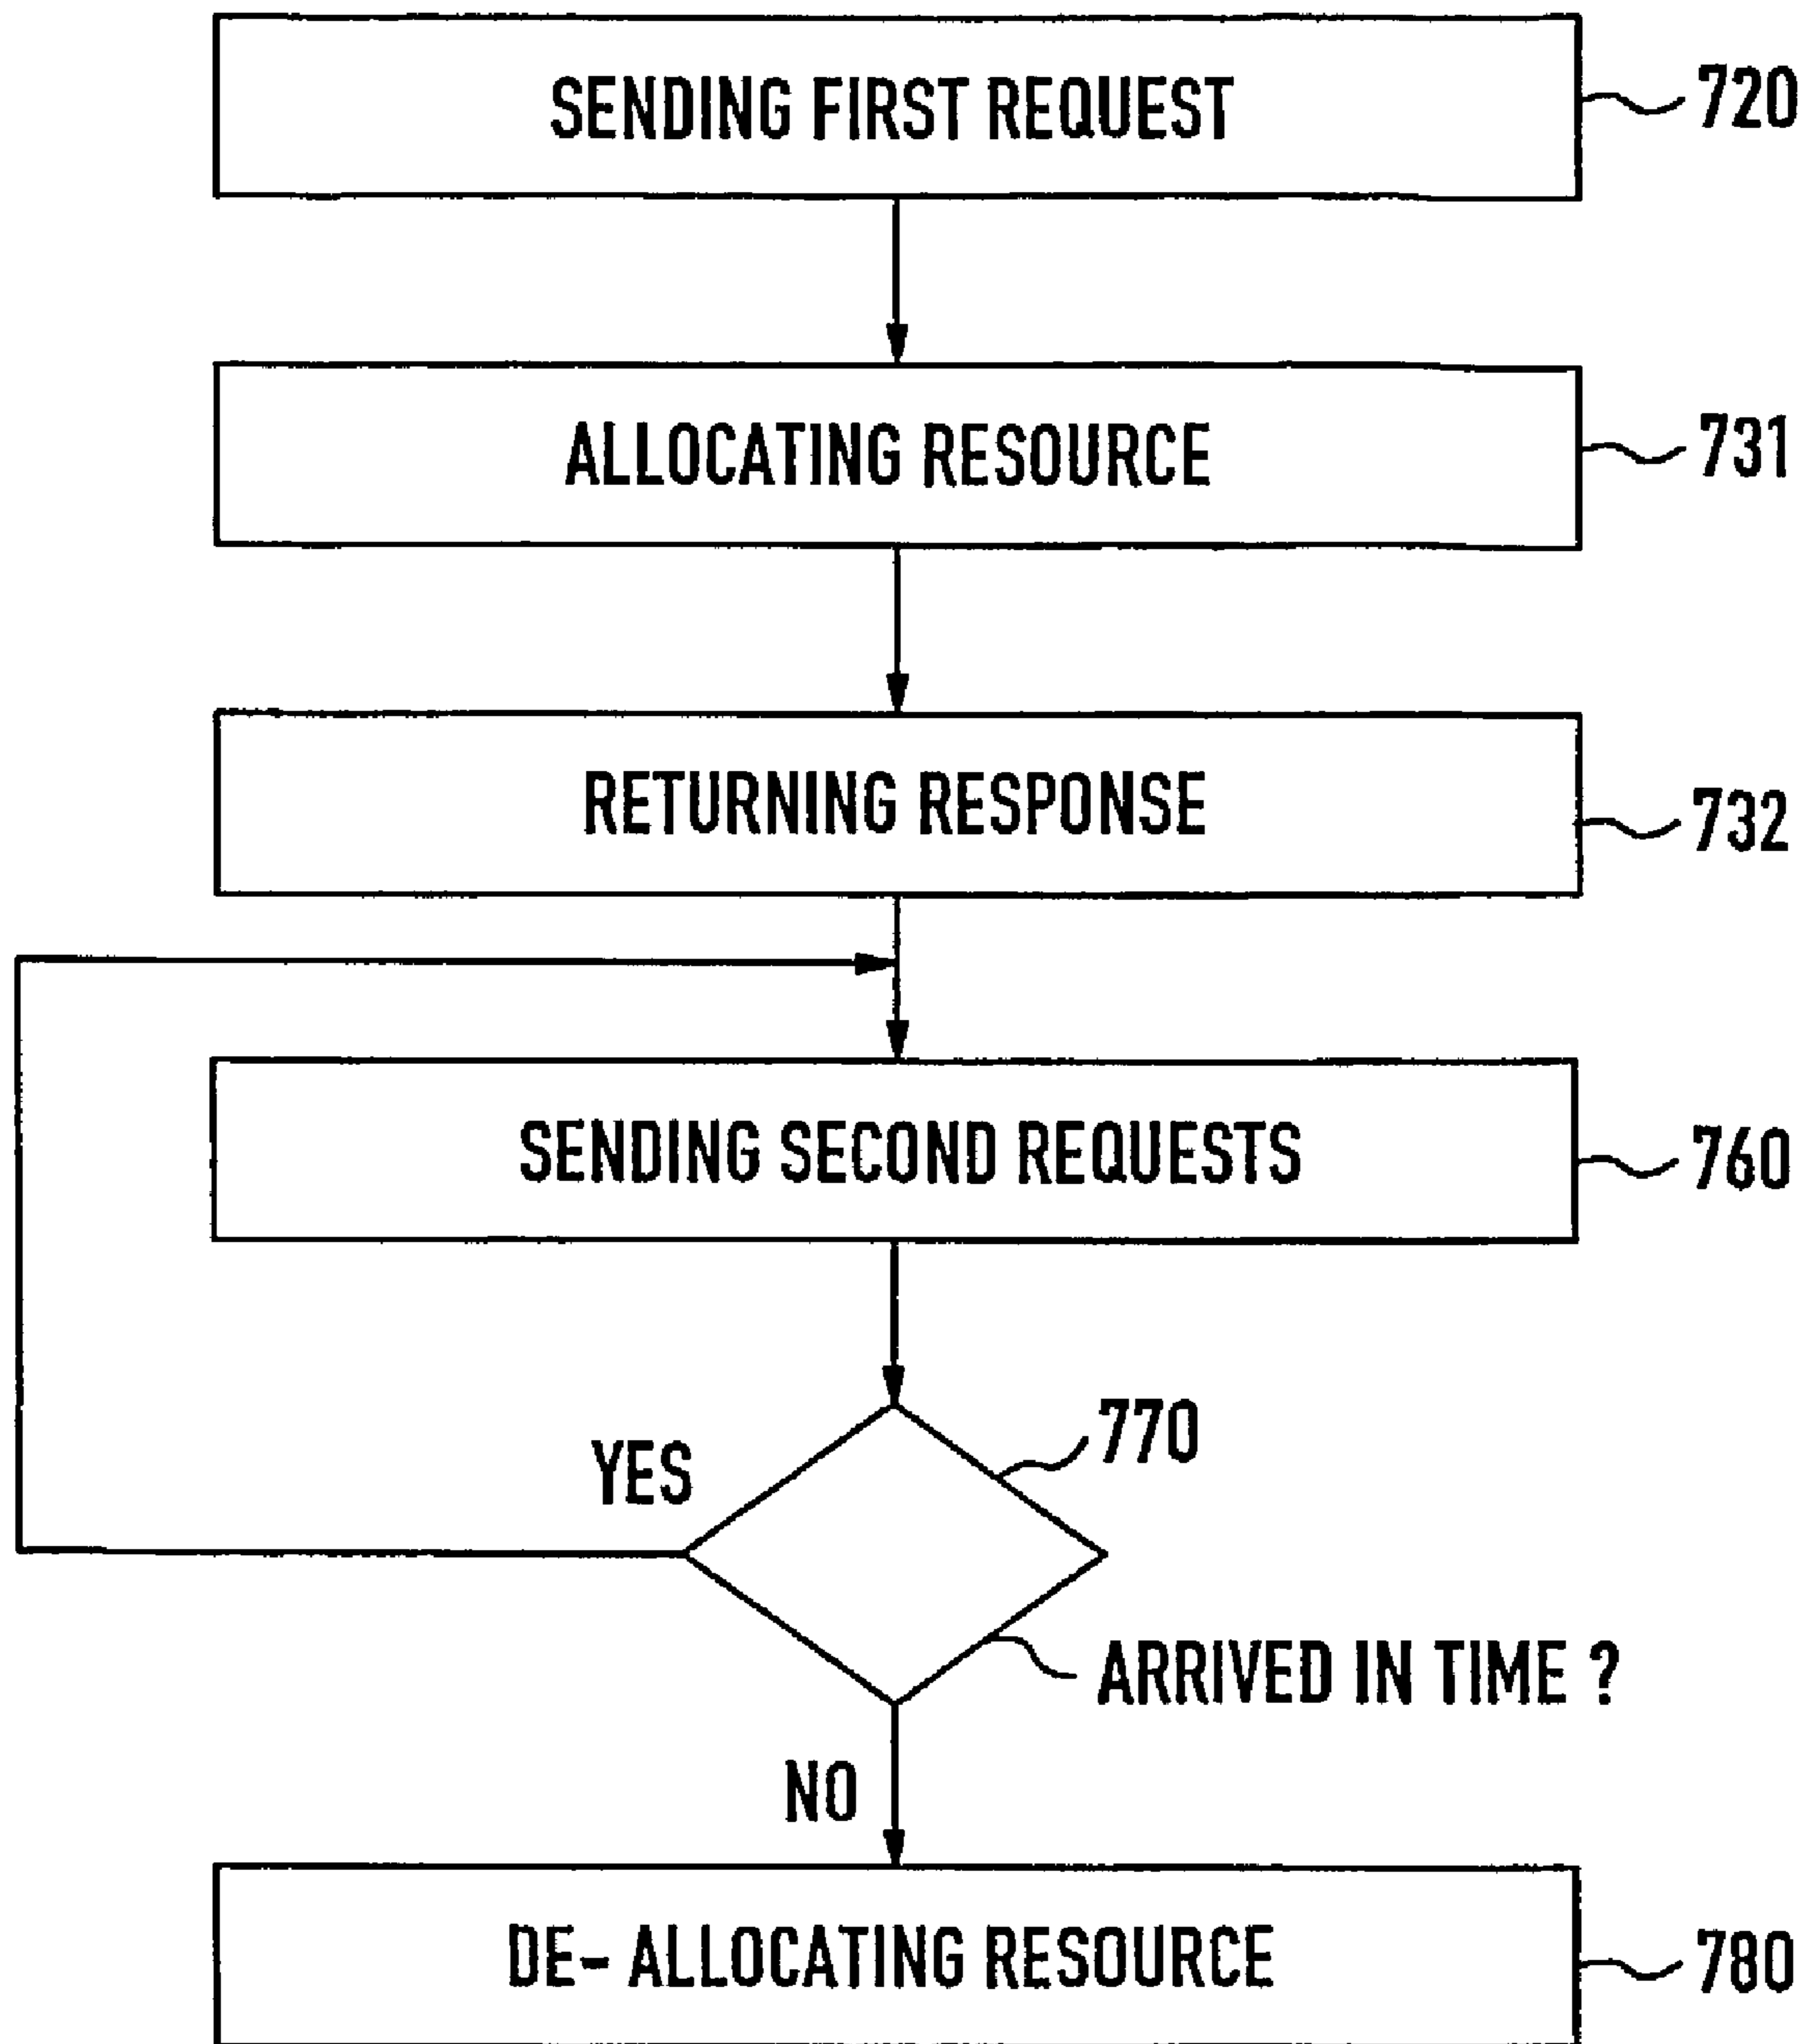 SENDING FIRST REQUEST
720
ALLOCATING RESOURCE
731
RETURNING RESPONSE
732
SENDING SECOND REQUESTS
760
770
YES
ARRIVED IN TIME ?
NO
DE- ALLOCATING RESOURCE
780